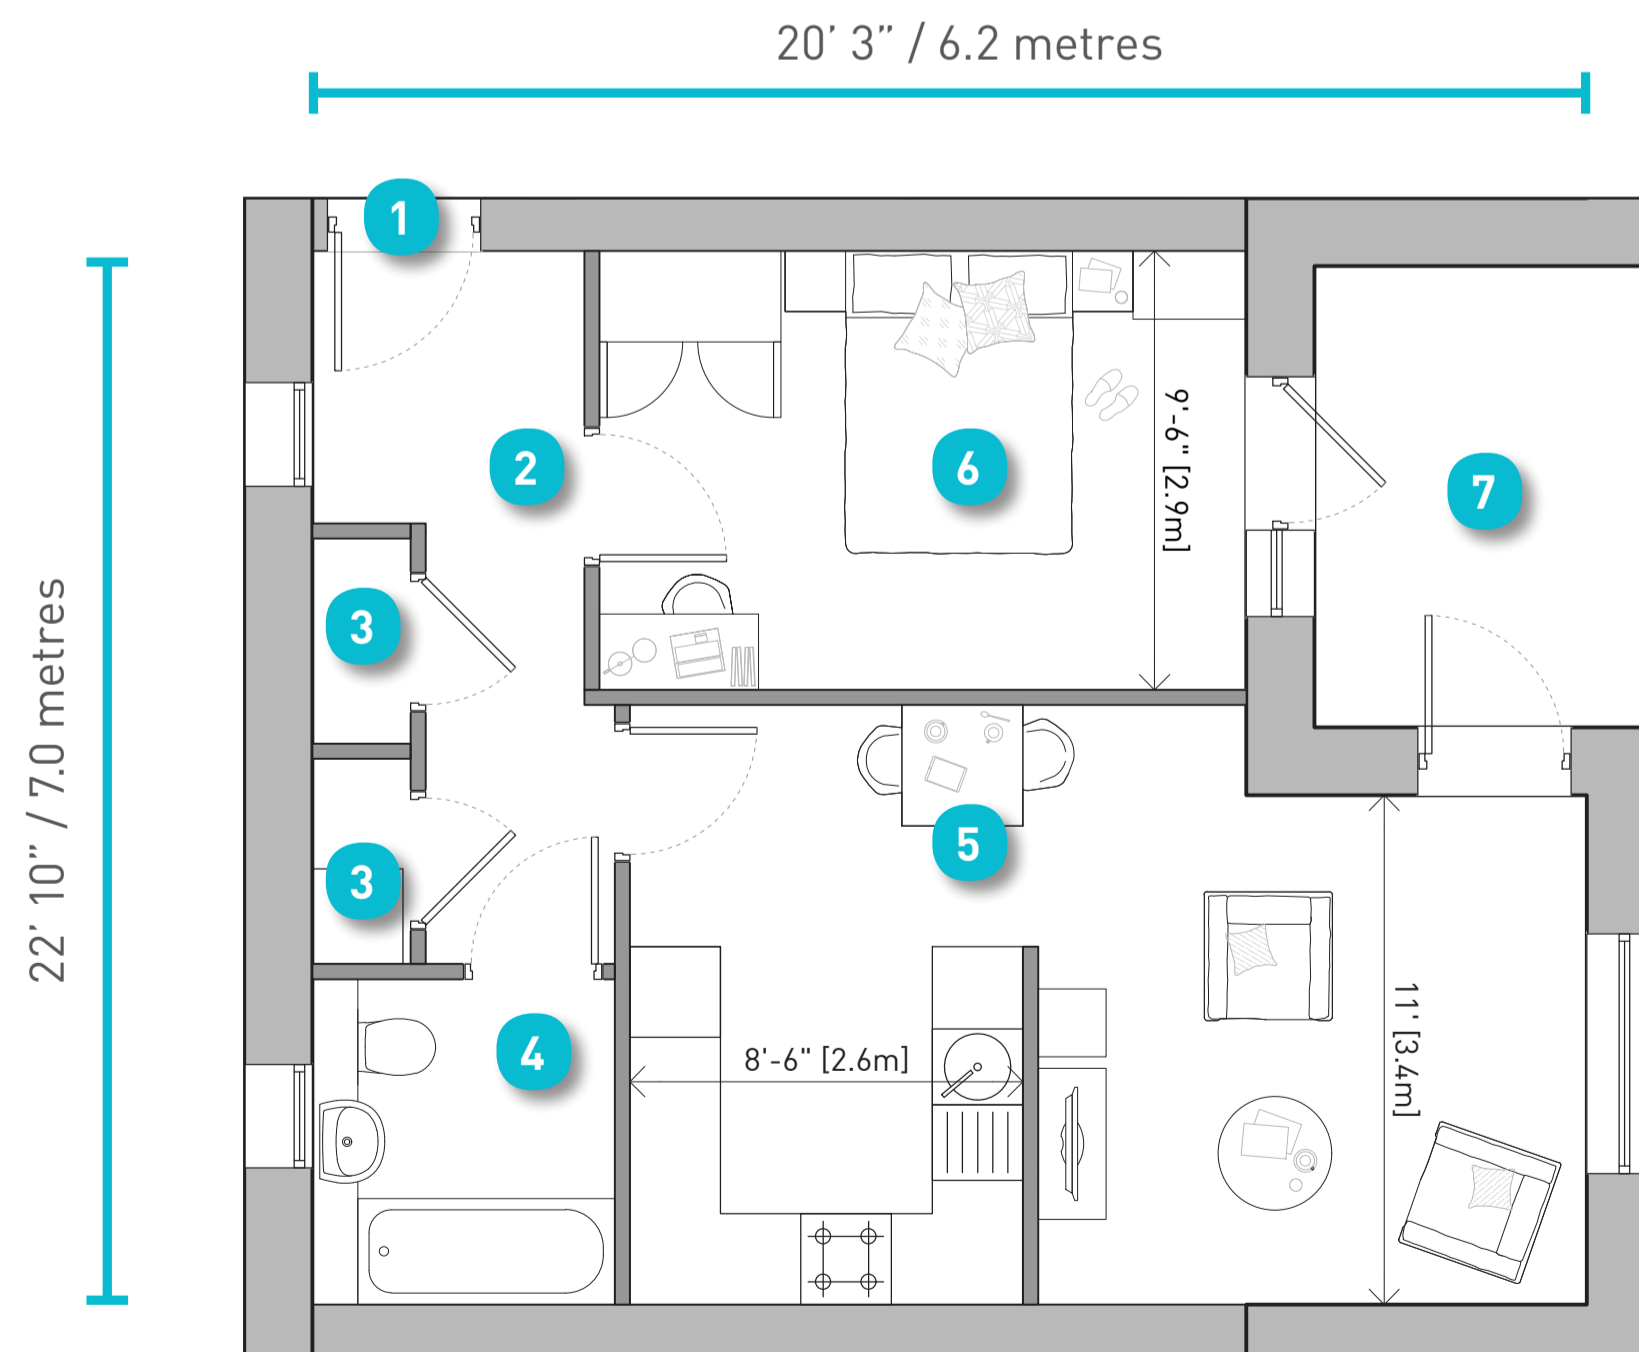 20’ 3” / 6.2 metres
22’ 10” / 7.0 metres
1
2
6
9'-6" [2.9m]
7
3
5
3
4
8'-6" [2.6m]
11' [3.4m]